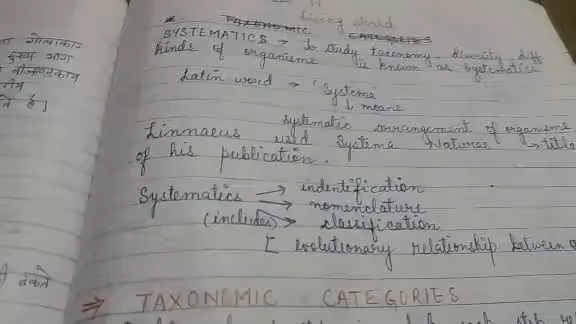 Living world
TAXONOMIC CATEGORIES
SYSTEMATICS → to study taxonomy, diversity diff
kinds of organisms is known as systematics
Latin word → 'Systema'
↓ means
systematic arrangement of organisms
Linnaeus used Systema Naturae → title
of his publication.
Systematics → indentification
→ nomenclature
(includes) → classification
[ evolutionary relationship between o
⇒ TAXONOMIC CATEGORIES
गोलाकार
मुख्य भाग
ते है।